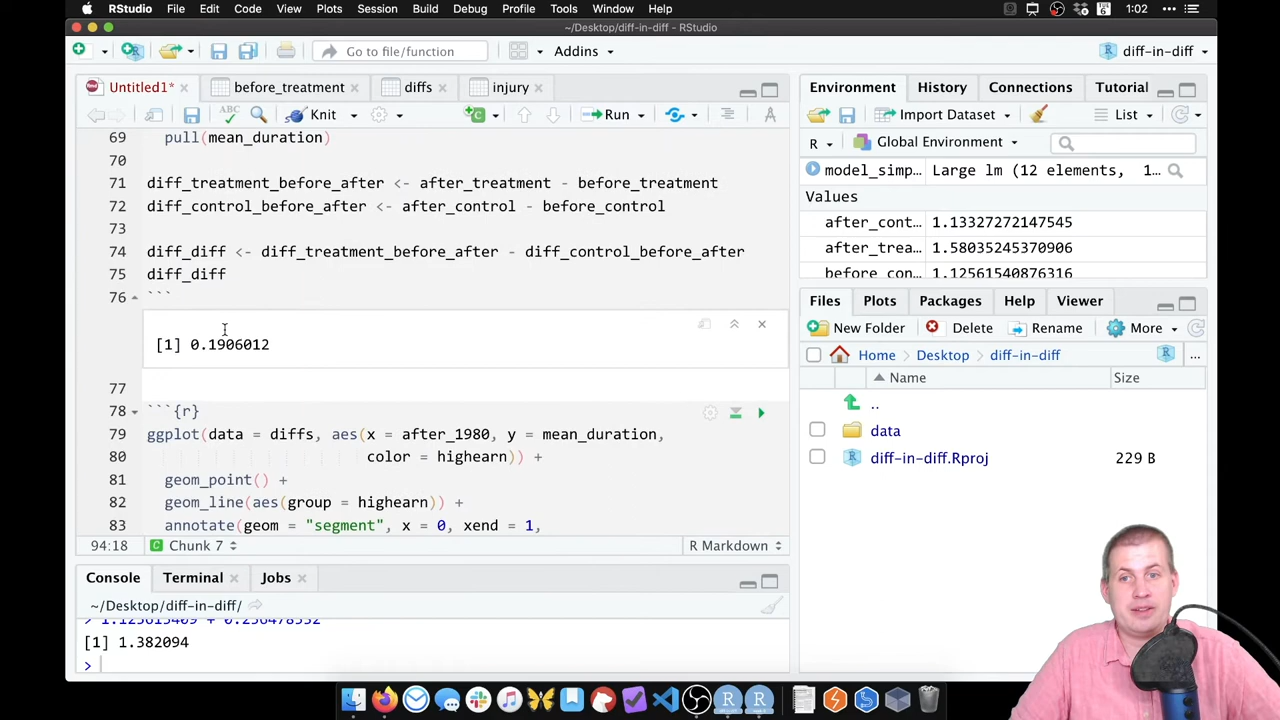 RStudio File Edit Code View Plots Session Build Debug Profile Tools Window Help TUE 6 1:02
~/Desktop/diff-in-diff - RStudio
Go to file/function Addins diff-in-diff
Untitled1* before_treatment diffs injury
ABC Knit Run
69 pull(mean_duration)
70
71 diff_treatment_before_after <- after_treatment - before_treatment
72 diff_control_before_after <- after_control - before_control
73
74 diff_diff <- diff_treatment_before_after - diff_control_before_after
75 diff_diff
76 ```
[1] 0.1906012
77
78 ```{r}
79 ggplot(data = diffs, aes(x = after_1980, y = mean_duration,
80 color = highearn)) +
81 geom_point() +
82 geom_line(aes(group = highearn)) +
83 annotate(geom = "segment", x = 0, xend = 1,
94:18 Chunk 7 R Markdown
Console Terminal Jobs
~/Desktop/diff-in-diff/
> 1.125615409 + 0.256478532
[1] 1.382094
>
Environment History Connections Tutorial
Import Dataset List
R Global Environment
model_simp… Large lm (12 elements, 1…
Values
after_cont… 1.13327272147545
after_trea… 1.58035245370906
before_con… 1.12561540876316
Files Plots Packages Help Viewer
New Folder Delete Rename More
Home Desktop diff-in-diff ...
Name Size
..
data
diff-in-diff.Rproj 229 B